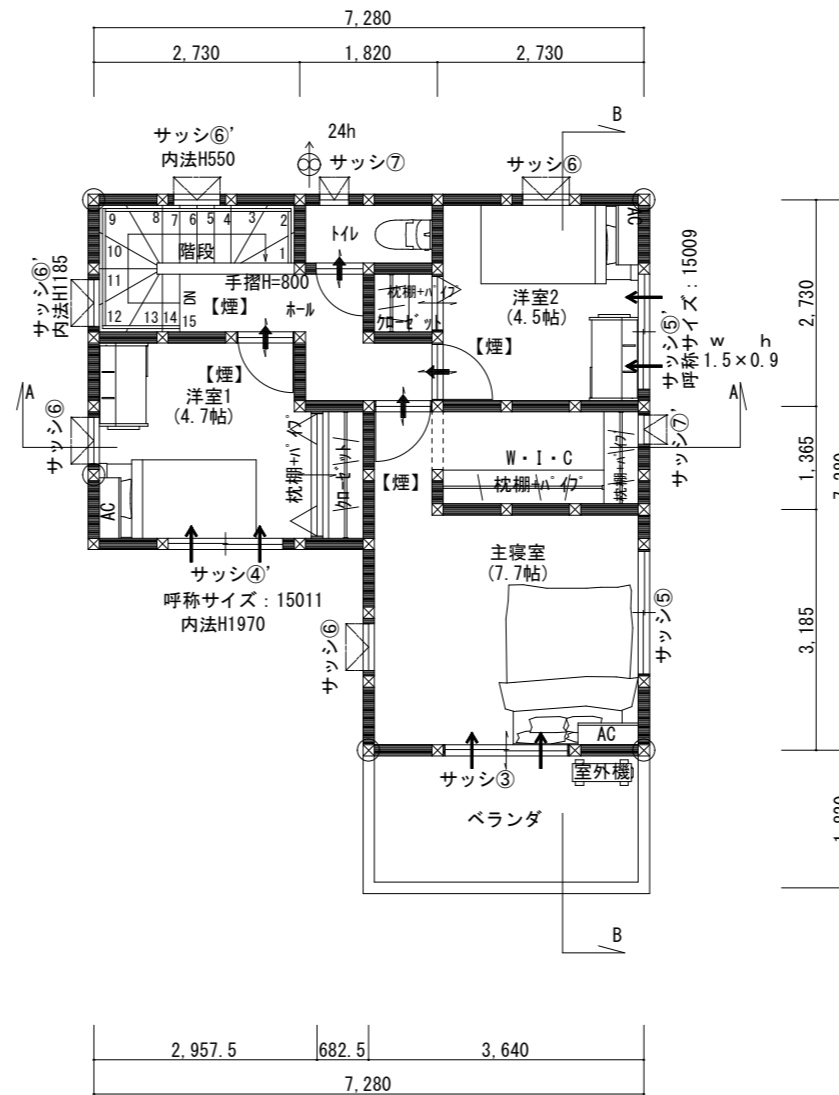 7,280
2,730
1,820
2,730
B
24h
サッシ⑥’
内法H550
サッシ⑦
サッシ⑥
9
8
7
6
5
4
3
2
1
10
11
12
13
14
15
階段
DN
手摺H=800
【煙】
ホール
トイレ
枕棚+パイプ
クローゼット
AC
洋室2
(4.5帖)
【煙】
サッシ⑤’
呼称サイズ:15009
w h
1.5×0.9
2,730
サッシ⑥’
内法H1185
A
サッシ⑥
【煙】
洋室1
(4.7帖)
AC
枕棚+パイプ
クローゼット
【煙】
W・I・C
枕棚+パイプ
枕棚+パイプ
サッシ⑦’
A
1,365
7,280
サッシ④’
呼称サイズ:15011
内法H1970
主寝室
(7.7帖)
サッシ⑥
サッシ⑤
3,185
AC
サッシ③
室外機
ベランダ
1,820
B
2,957.5
682.5
3,640
7,280